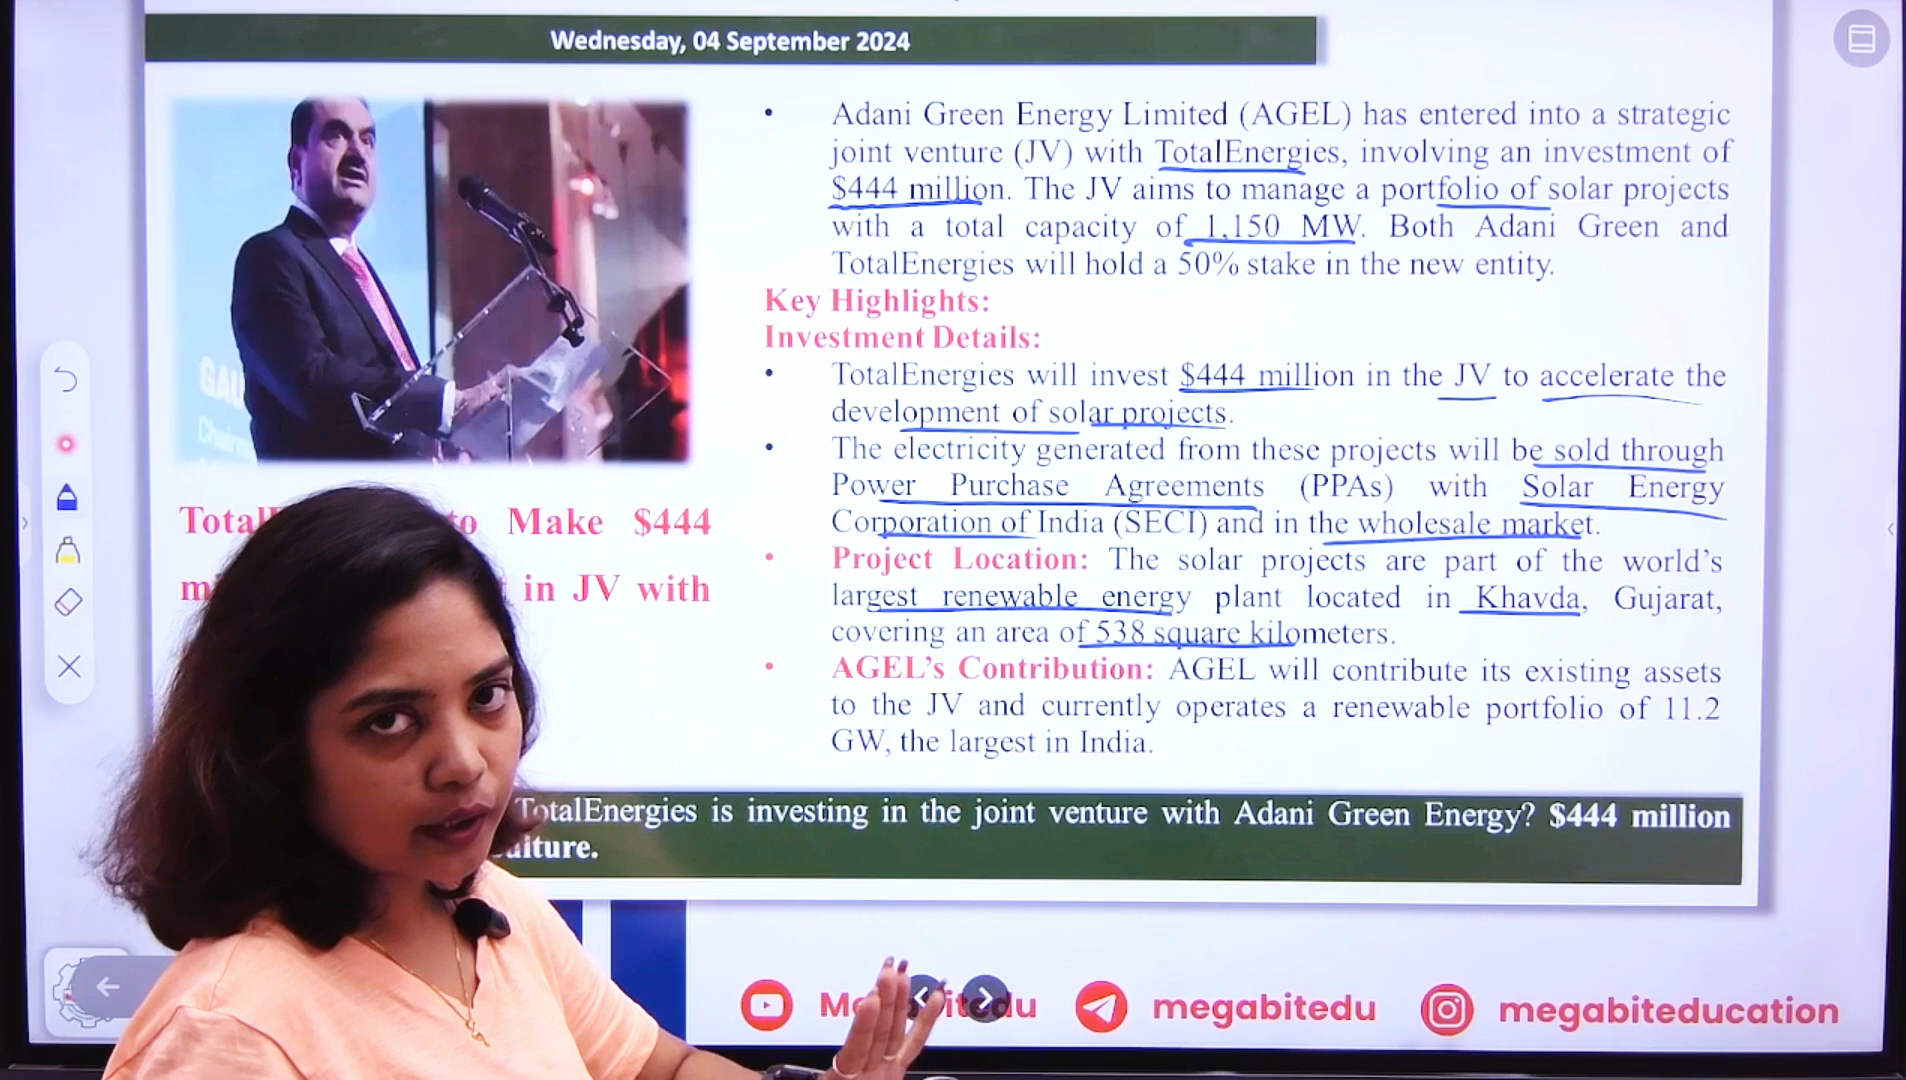 Wednesday, 04 September 2024
GAU
Chairm
to Make $444
in JV with
• Adani Green Energy Limited (AGEL) has entered into a strategic
joint venture (JV) with TotalEnergies, involving an investment of
$444 million. The JV aims to manage a portfolio of solar projects
with a total capacity of 1,150 MW. Both Adani Green and
TotalEnergies will hold a 50% stake in the new entity.
Key Highlights:
Investment Details:
• TotalEnergies will invest $444 million in the JV to accelerate the
development of solar projects.
• The electricity generated from these projects will be sold through
Power Purchase Agreements (PPAs) with Solar Energy
Corporation of India (SECI) and in the wholesale market.
• Project Location: The solar projects are part of the world's
largest renewable energy plant located in Khavda, Gujarat,
covering an area of 538 square kilometers.
• AGEL's Contribution: AGEL will contribute its existing assets
to the JV and currently operates a renewable portfolio of 11.2
GW, the largest in India.
TotalEnergies is investing in the joint venture with Adani Green Energy? $444 million
megabitedu
megabiteducation